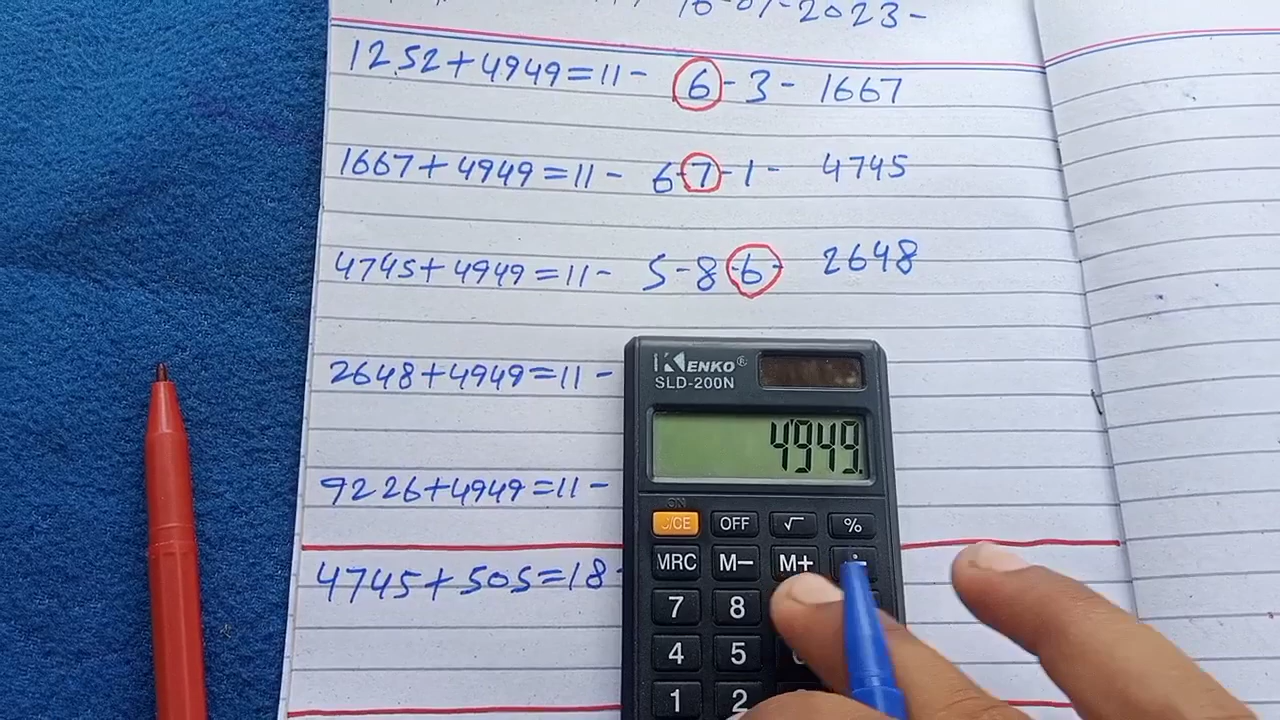 16-01-2023-
1252+4949=11- 6-3- 1667
1667+4949=11- 6-7-1- 4745
4745+4949=11- 5-8-6- 2648
2648+4949=11-
9226+4949=11-
4745+505=18-
KENKO®
SLD-200N
4949.
ON
C/CE OFF √ %
MRC M− M+ ÷
7 8
4 5
1 2